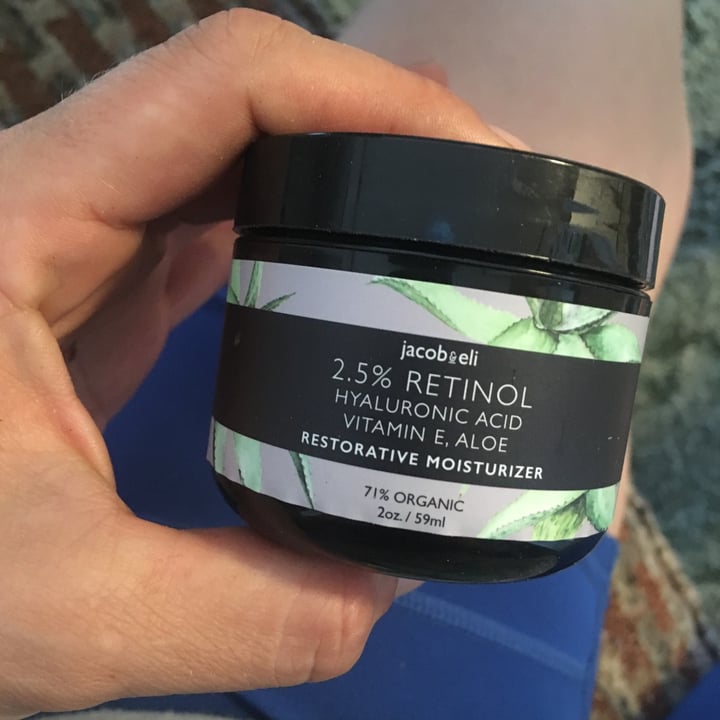 jacob & eli
2.5% RETINOL
HYALURONIC ACID
VITAMIN E, ALOE
RESTORATIVE MOISTURIZER
71% ORGANIC
2oz. / 59ml